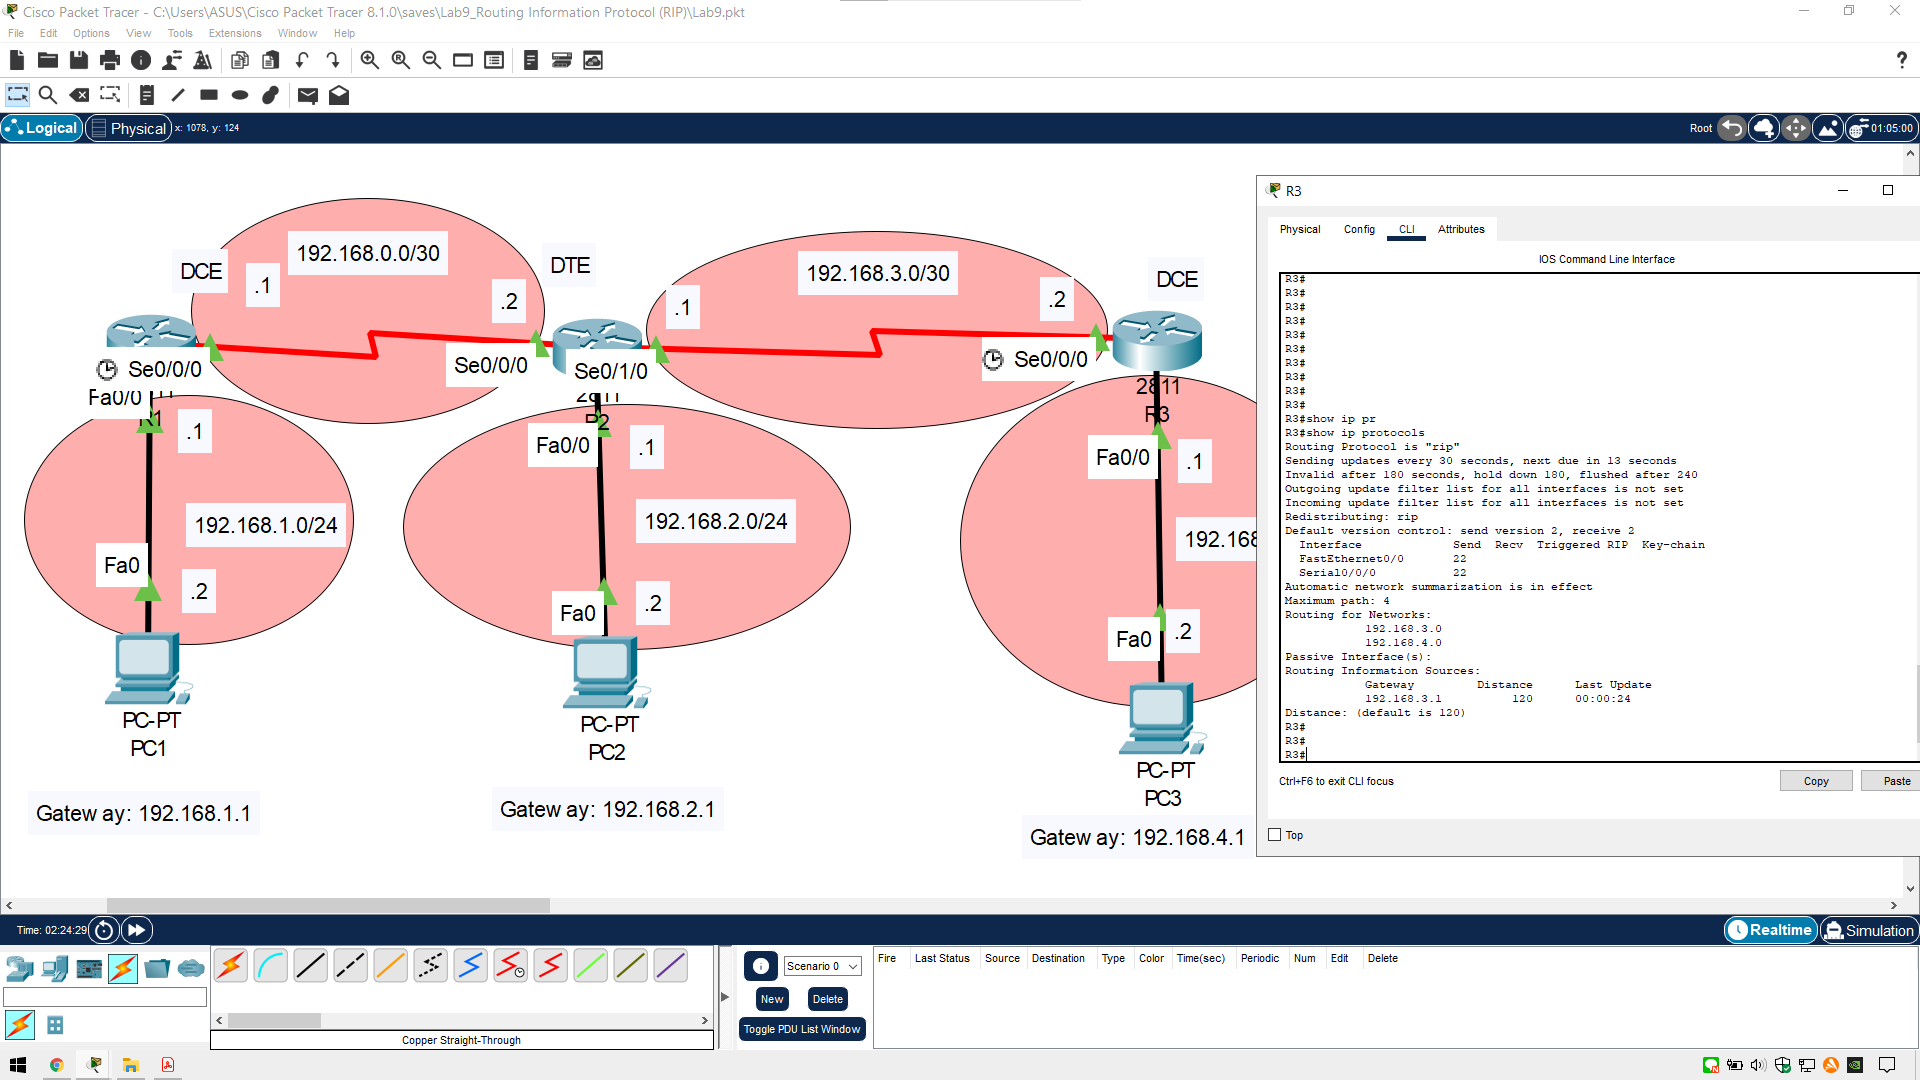 Cisco Packet Tracer - C:\Users\ASUS\Cisco Packet Tracer 8.1.0\saves\Lab9_Routing Information Protocol (RIP)\Lab9.pkt
File Edit Options View Tools Extensions Window Help
Logical Physical x: 1078, y: 124 Root 01:05:00
192.168.0.0/30
DCE
.1
.2
DTE
192.168.3.0/30
.1
.2
DCE
Se0/0/0
Se0/0/0
Se0/1/0
Se0/0/0
Fa0/0
R1
2811
R2
2811
R3
.1
Fa0/0
.1
Fa0/0
.1
192.168.1.0/24
192.168.2.0/24
192.168
Fa0
.2
Fa0
.2
Fa0
.2
PC-PT
PC1
PC-PT
PC2
PC-PT
PC3
Gatew ay: 192.168.1.1
Gatew ay: 192.168.2.1
Gatew ay: 192.168.4.1
R3
Physical Config CLI Attributes
IOS Command Line Interface
R3#
R3#
R3#
R3#
R3#
R3#
R3#
R3#
R3#
R3#
R3#show ip pr
R3#show ip protocols
Routing Protocol is "rip"
Sending updates every 30 seconds, next due in 13 seconds
Invalid after 180 seconds, hold down 180, flushed after 240
Outgoing update filter list for all interfaces is not set
Incoming update filter list for all interfaces is not set
Redistributing: rip
Default version control: send version 2, receive 2
Interface Send Recv Triggered RIP Key-chain
FastEthernet0/0 22
Serial0/0/0 22
Automatic network summarization is in effect
Maximum path: 4
Routing for Networks:
192.168.3.0
192.168.4.0
Passive Interface(s):
Routing Information Sources:
Gateway Distance Last Update
192.168.3.1 120 00:00:24
Distance: (default is 120)
R3#
R3#
R3#
Ctrl+F6 to exit CLI focus
Copy Paste
Top
Time: 02:24:29
Realtime Simulation
Scenario 0
New Delete
Toggle PDU List Window
Fire Last Status Source Destination Type Color Time(sec) Periodic Num Edit Delete
Copper Straight-Through